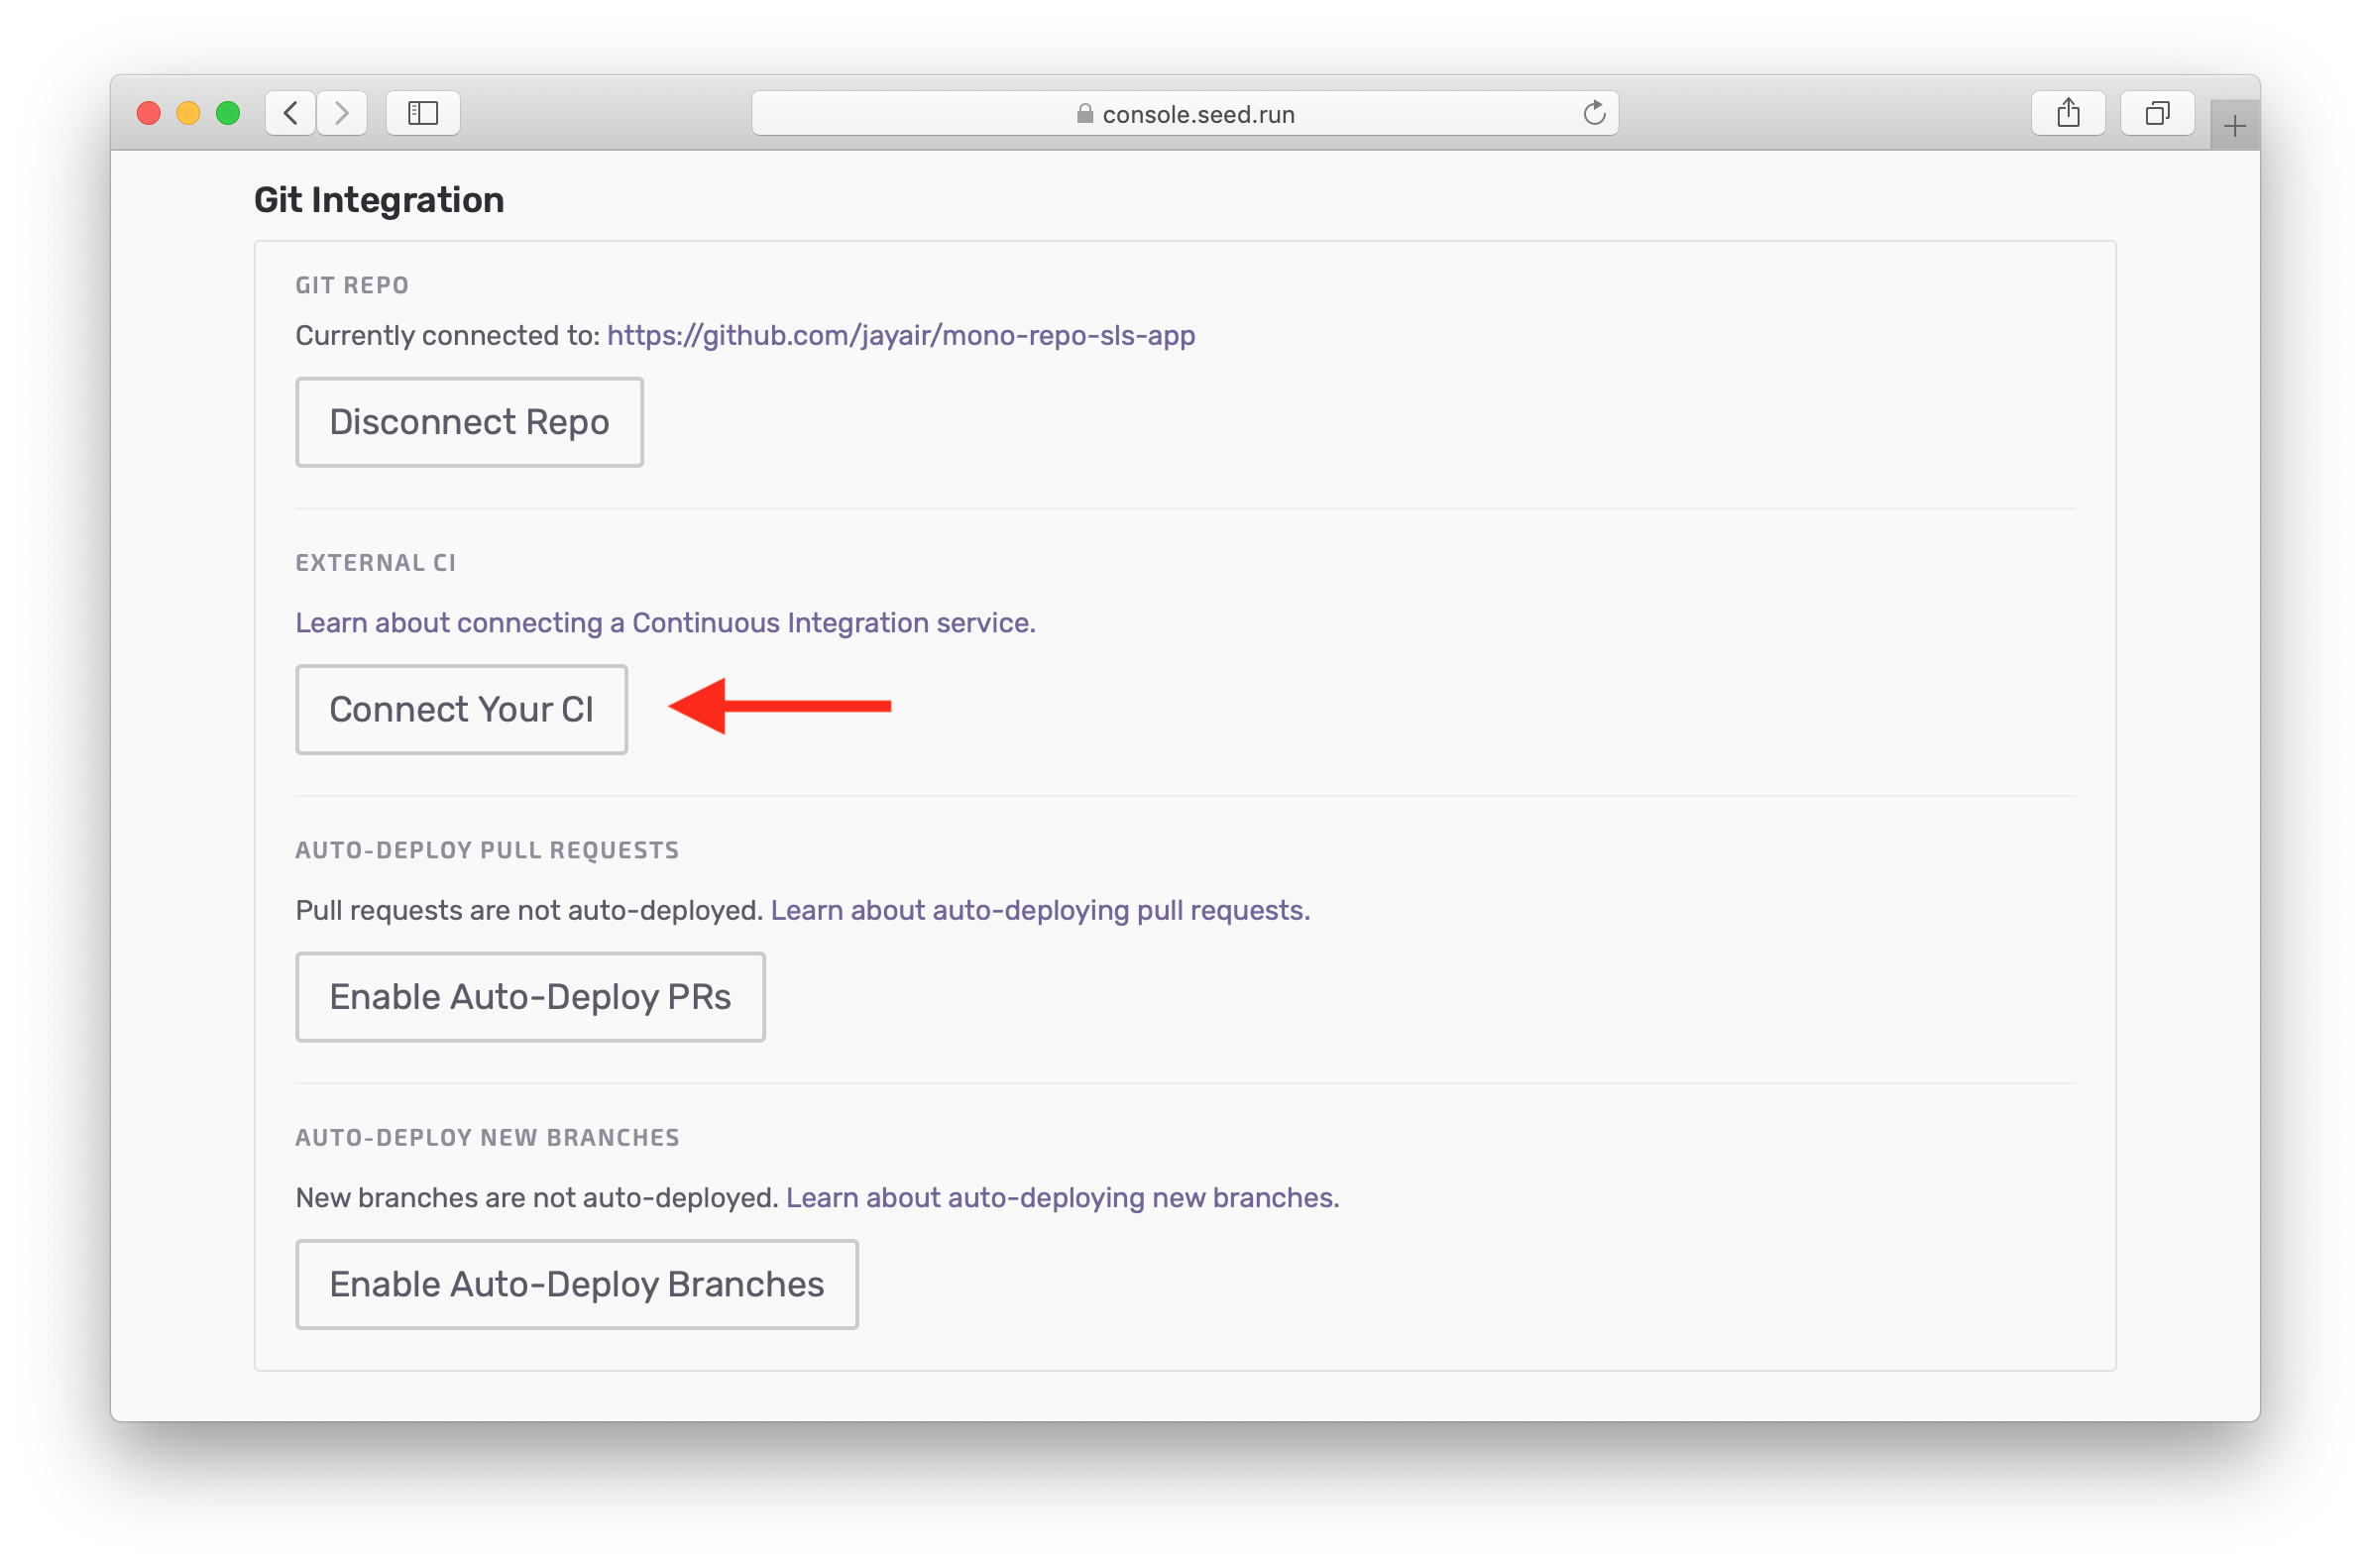 console.seed.run
Git Integration
GIT REPO
Currently connected to: https://github.com/jayair/mono-repo-sls-app
Disconnect Repo
EXTERNAL CI
Learn about connecting a Continuous Integration service.
Connect Your CI
AUTO-DEPLOY PULL REQUESTS
Pull requests are not auto-deployed. Learn about auto-deploying pull requests.
Enable Auto-Deploy PRs
AUTO-DEPLOY NEW BRANCHES
New branches are not auto-deployed. Learn about auto-deploying new branches.
Enable Auto-Deploy Branches